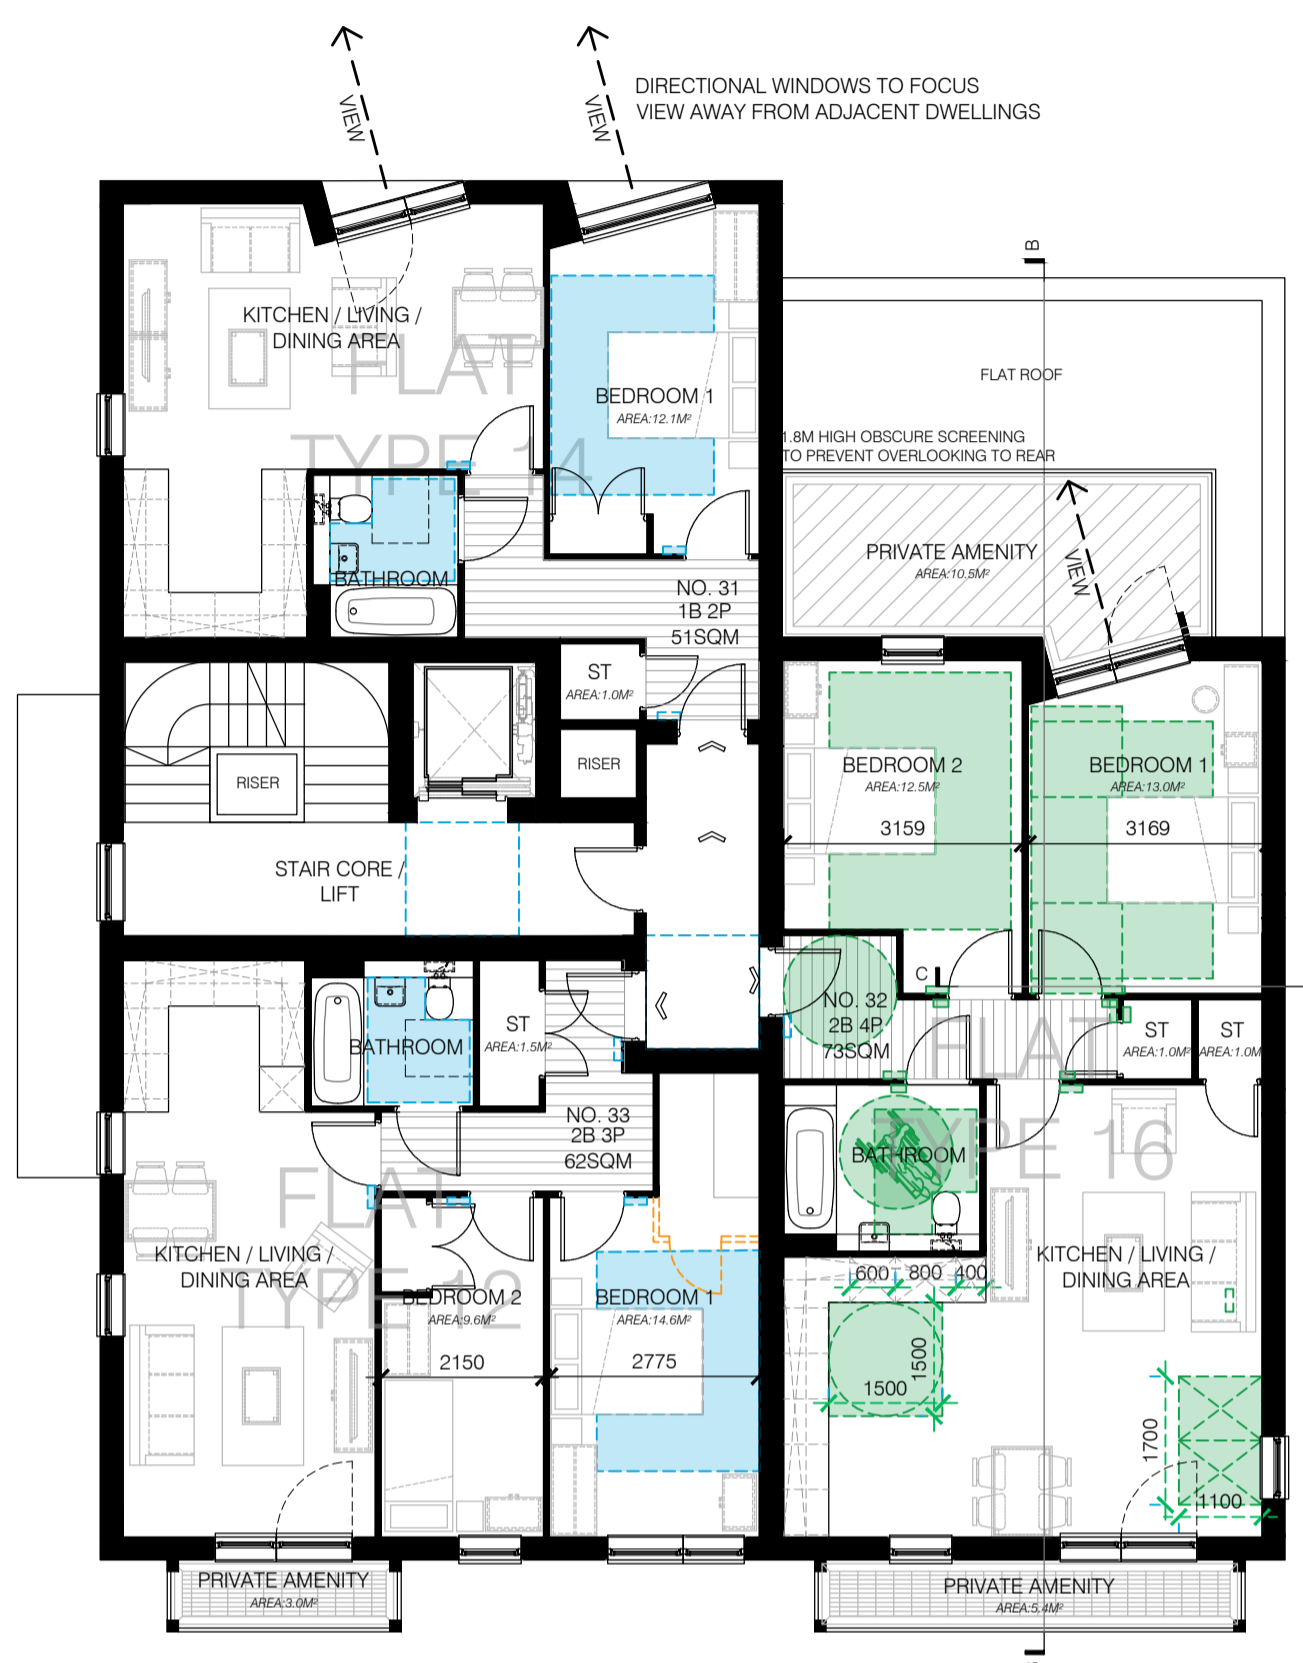 VIEW
VIEW
DIRECTIONAL WINDOWS TO FOCUS
VIEW AWAY FROM ADJACENT DWELLINGS
B
KITCHEN / LIVING /
DINING AREA
FLAT
TYPE 14
BEDROOM 1
AREA:12.1M²
FLAT ROOF
1.8M HIGH OBSCURE SCREENING
TO PREVENT OVERLOOKING TO REAR
PRIVATE AMENITY
AREA:10.5M²
VIEW
BATHROOM
NO. 31
1B 2P
51SQM
ST
AREA:1.0M²
RISER
RISER
STAIR CORE /
LIFT
BEDROOM 2
AREA:12.5M²
3159
BEDROOM 1
AREA:13.0M²
3169
C
NO. 32
2B 4P
73SQM
FLAT
TYPE 16
ST
AREA:1.0M²
ST
AREA:1.0M
BATHROOM
ST
AREA:1.5M²
NO. 33
2B 3P
62SQM
FLAT
TYPE 12
KITCHEN / LIVING /
DINING AREA
BEDROOM 2
AREA:9.6M²
2150
BEDROOM 1
AREA:14.6M²
2775
BATHROOM
KITCHEN / LIVING /
DINING AREA
600
800
400
1500
1500
1700
1100
PRIVATE AMENITY
AREA:3.0M²
PRIVATE AMENITY
AREA:5.4M²